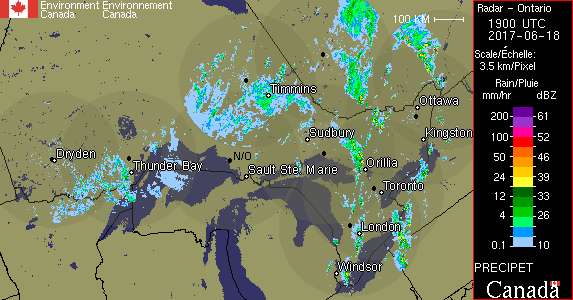 Environment Environnement
Canada Canada
100 KM
Timmins
Ottawa
Sudbury
Kingston
Dryden
Thunder Bay
N/O
Sault Ste. Marie
Orillia
Toronto
London
Windsor
Radar - Ontario
1900 UTC
2017-06-18
Scale/Échelle:
3.5 km/Pixel
Rain/Pluie
mm/hr dBZ
200 61
100 52
50 46
24 39
12 33
4 26
0.1 10
PRECIPET
Canada